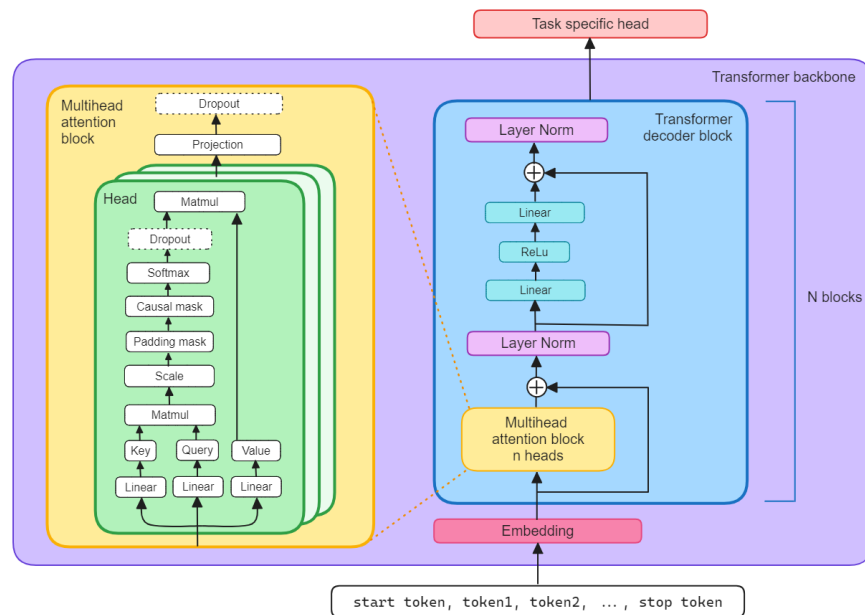 Task specific head
Transformer backbone
Multihead
attention
block
Dropout
Projection
Head
Matmul
Dropout
Softmax
Causal mask
Padding mask
Scale
Matmul
Key
Query
Value
Linear
Linear
Linear
Transformer
decoder block
Layer Norm
Linear
ReLu
Linear
Layer Norm
Multihead
attention block
n heads
N blocks
Embedding
start token, token1, token2, ..., stop token